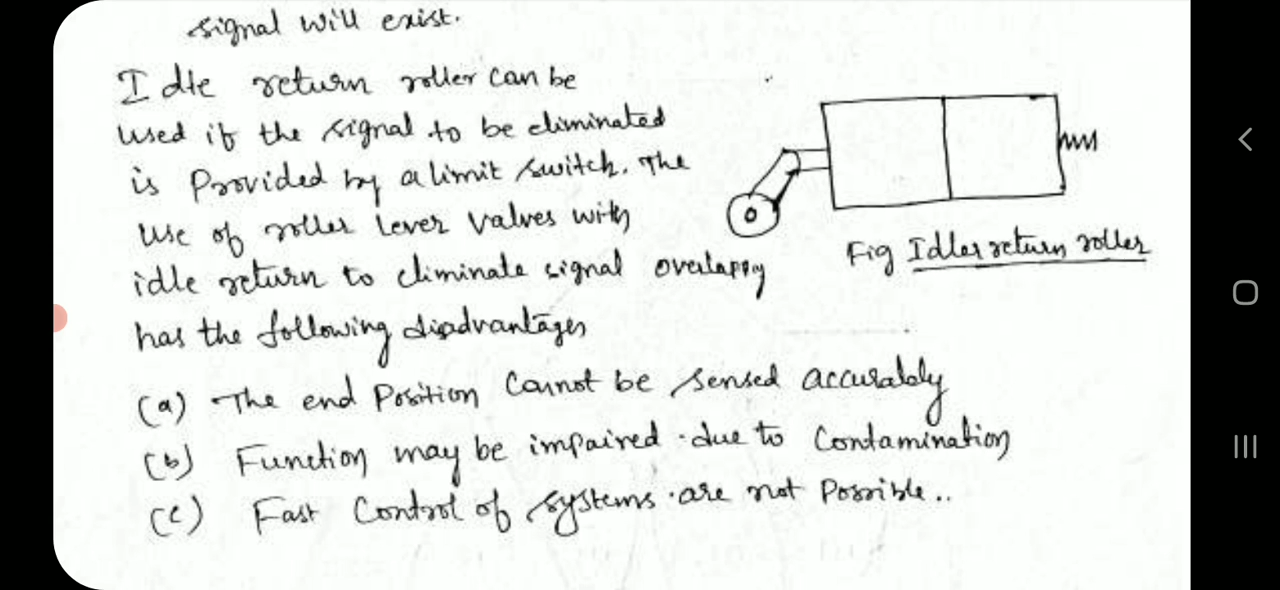 signal will exist.
Idle return roller can be
used if the signal to be eliminated
is Provided by a limit switch. The
use of roller lever valves with
idle return to eliminate signal overlappy
has the following disdvantages
Fig Idler return roller
(a) The end Position Cannot be sensed accuratly
(b) Function may be impaired due to Contamination
(c) Fast Control of systems are not Possible..